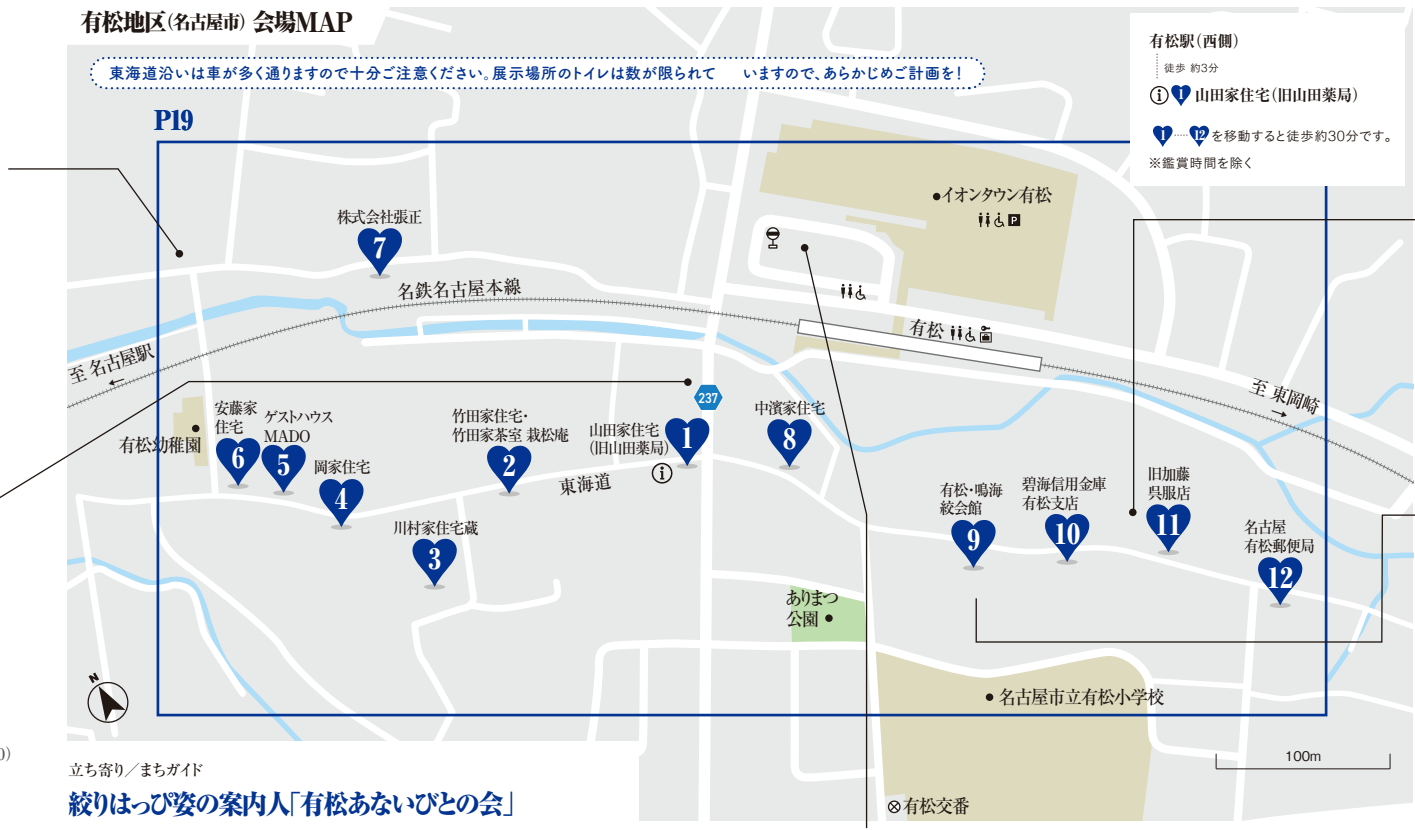 有松地区(名古屋市) 会場MAP
東海道沿いは車が多く通りますので十分ご注意ください。展示場所のトイレは数が限られて いますので、あらかじめご計画を!
有松駅(西側)
徒歩 約3分
i 1 山田家住宅(旧山田薬局)
1……12を移動すると徒歩約30分です。
※鑑賞時間を除く
P19
イオンタウン有松
P
株式会社張正
7
名鉄名古屋本線
有松
至 名古屋駅
←
至 東岡崎
→
237
安藤家
住宅
6
ゲストハウス
MADO
5
有松幼稚園
岡家住宅
4
竹田家住宅・
竹田家茶室 栽松庵
2
山田家住宅
(旧山田薬局)
1
i
中濱家住宅
8
東海道
川村家住宅蔵
3
有松・鳴海
絞会館
9
碧海信用金庫
有松支店
10
旧加藤
呉服店
11
名古屋
有松郵便局
12
ありまつ
公園
名古屋市立有松小学校
N
100m
0)
立ち寄り/まちガイド
絞りはっぴ姿の案内人「有松あないびとの会」
有松交番